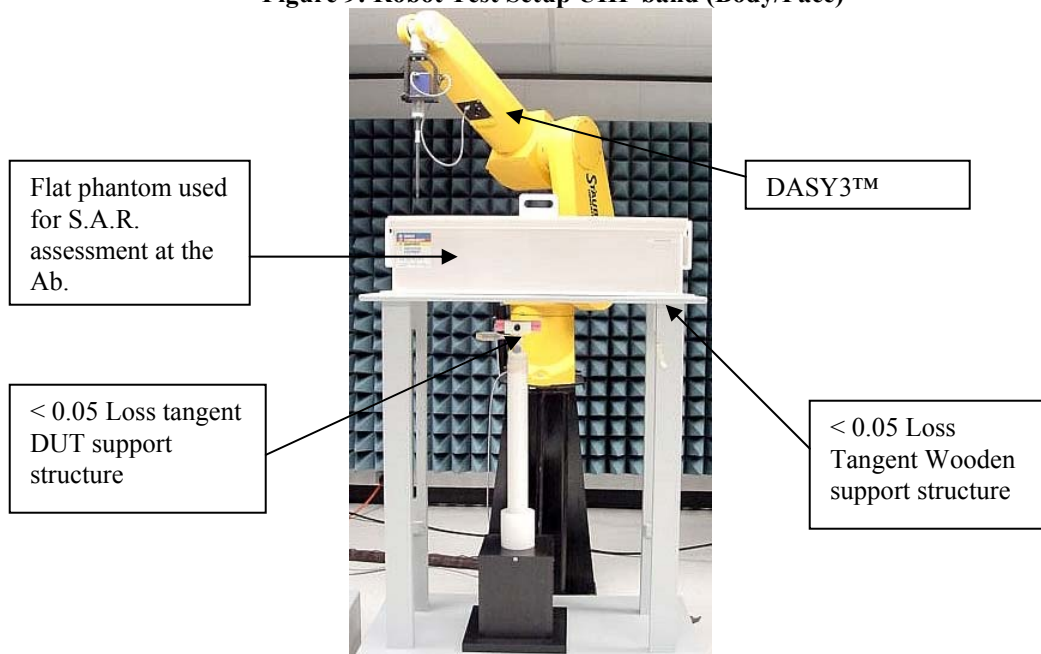 Figure 9: Robot Test Setup UHF band (Body/Face)
Flat phantom used
for S.A.R.
assessment at the
Ab.
DASY3™
< 0.05 Loss tangent
DUT support
structure
< 0.05 Loss
Tangent Wooden
support structure